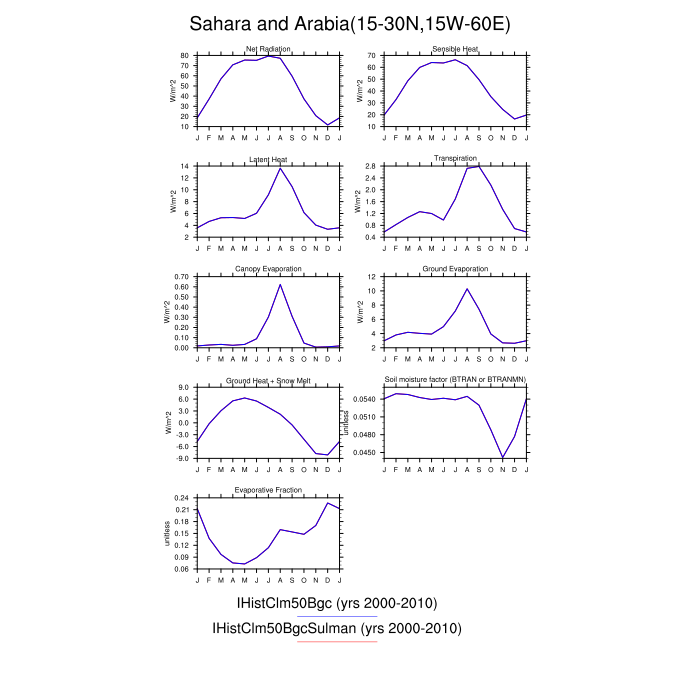 Sahara and Arabia(15-30N,15W-60E)
Net Radiation
W/m^2
80
70
60
50
40
30
20
10
J F M A M J J A S O N D J
Sensible Heat
W/m^2
70
60
50
40
30
20
10
J F M A M J J A S O N D J
Latent Heat
W/m^2
14
12
10
8
6
4
2
J F M A M J J A S O N D J
Transpiration
W/m^2
2.8
2.4
2.0
1.6
1.2
0.8
0.4
J F M A M J J A S O N D J
Canopy Evaporation
W/m^2
0.70
0.60
0.50
0.40
0.30
0.20
0.10
0.00
J F M A M J J A S O N D J
Ground Evaporation
W/m^2
12
10
8
6
4
2
J F M A M J J A S O N D J
Ground Heat + Snow Melt
W/m^2
9.0
6.0
3.0
0.0
-3.0
-6.0
-9.0
J F M A M J J A S O N D J
Soil moisture factor (BTRAN or BTRANMN)
unitless
0.0540
0.0510
0.0480
0.0450
J F M A M J J A S O N D J
Evaporative Fraction
unitless
0.24
0.21
0.18
0.15
0.12
0.09
0.06
J F M A M J J A S O N D J
IHistClm50Bgc (yrs 2000-2010)
IHistClm50BgcSulman (yrs 2000-2010)